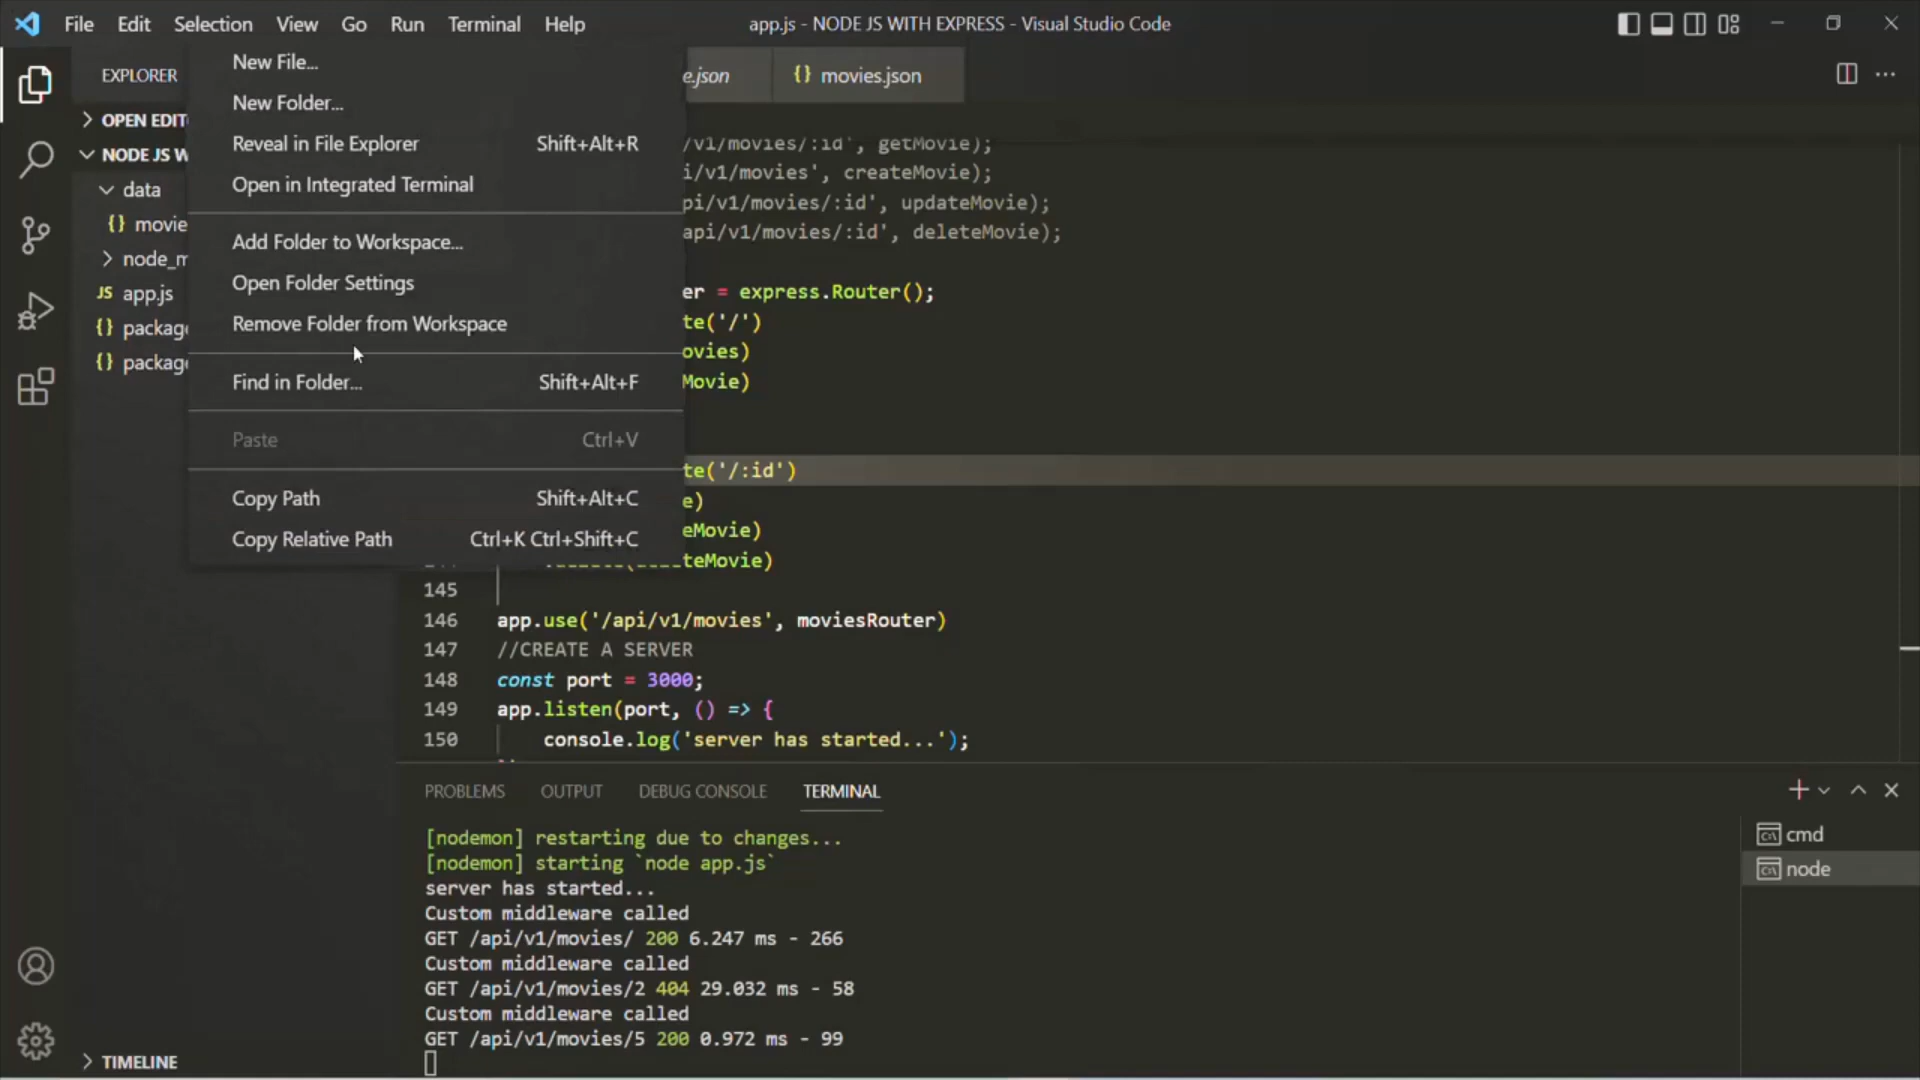 File Edit Selection View Go Run Terminal Help
app.js - NODE JS WITH EXPRESS - Visual Studio Code
EXPLORER
OPEN EDIT
NODE JS W
data
{} movie
node_m
JS app.js
{} package
{} package
TIMELINE
New File...
New Folder...
Reveal in File Explorer Shift+Alt+R
Open in Integrated Terminal
Add Folder to Workspace...
Open Folder Settings
Remove Folder from Workspace
Find in Folder... Shift+Alt+F
Paste Ctrl+V
Copy Path Shift+Alt+C
Copy Relative Path Ctrl+K Ctrl+Shift+C
e.json {} movies.json
/v1/movies/:id', getMovie);
i/v1/movies', createMovie);
pi/v1/movies/:id', updateMovie);
api/v1/movies/:id', deleteMovie);
er = express.Router();
te('/')
ovies)
Movie)
te('/:id')
e)
eMovie)
teMovie)
145
146 app.use('/api/v1/movies', moviesRouter)
147 //CREATE A SERVER
148 const port = 3000;
149 app.listen(port, () => {
150 console.log('server has started...');
PROBLEMS OUTPUT DEBUG CONSOLE TERMINAL
[nodemon] restarting due to changes...
[nodemon] starting `node app.js`
server has started...
Custom middleware called
GET /api/v1/movies/ 200 6.247 ms - 266
Custom middleware called
GET /api/v1/movies/2 404 29.032 ms - 58
Custom middleware called
GET /api/v1/movies/5 200 0.972 ms - 99
cmd
node